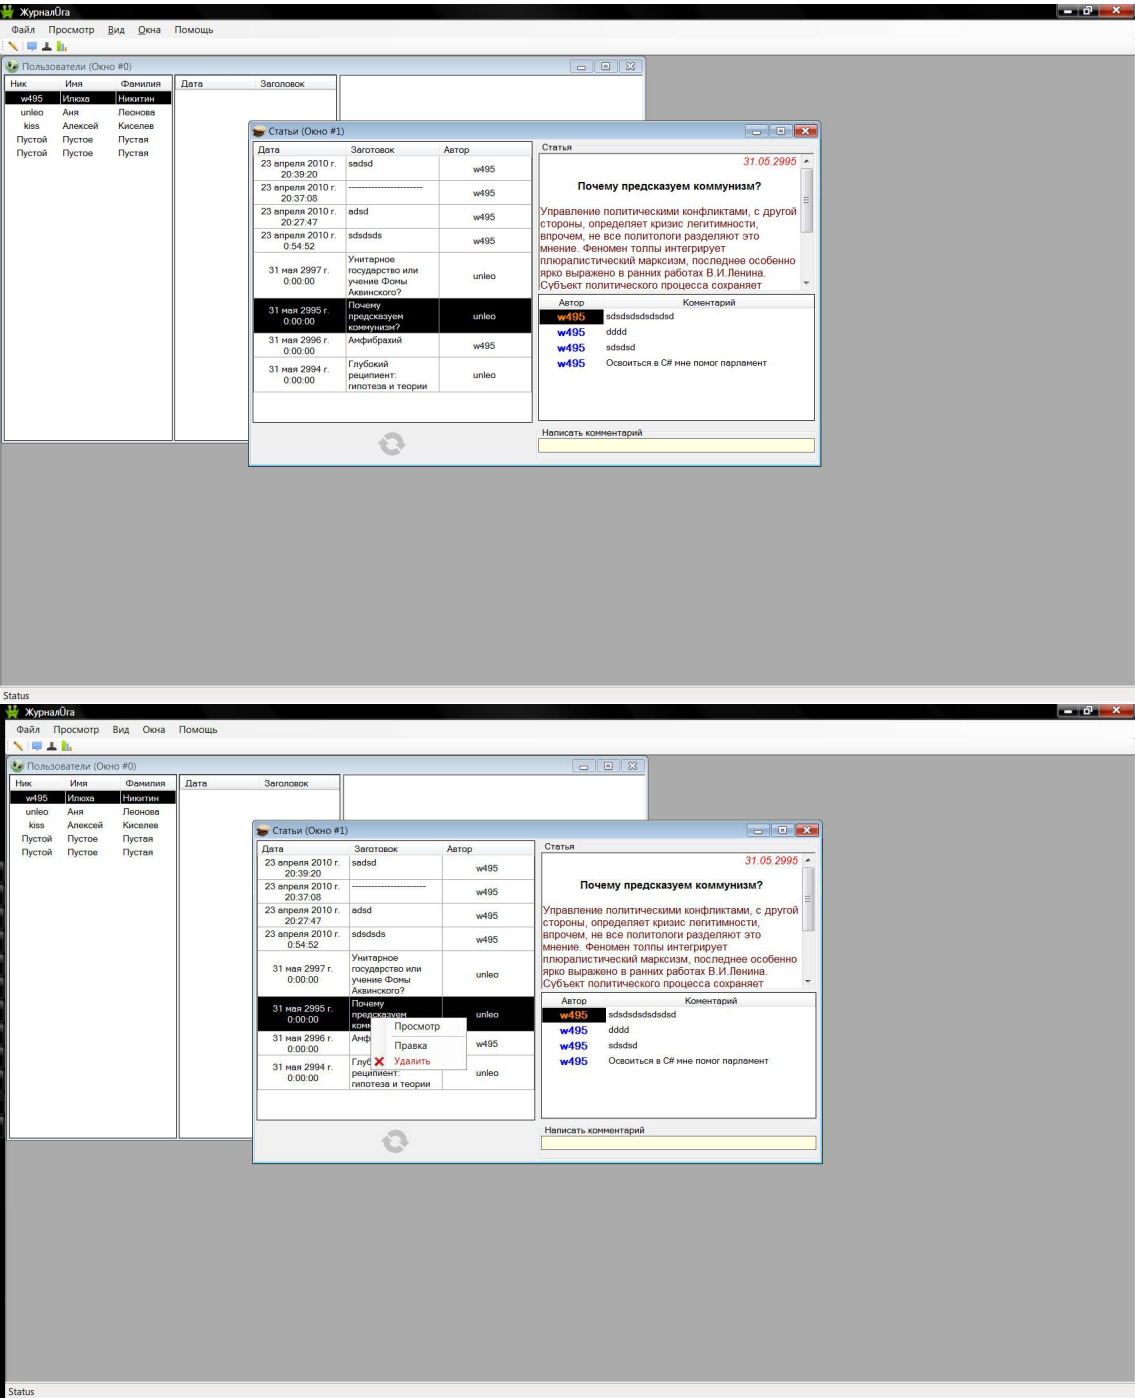 ЖурналÛга
Файл Просмотр Вид Окна Помощь
Пользователи (Окно #0)
Ник Имя Фамилия Дата Заголовок
w495 Илюха Никитин
unleo Аня Леонова
kiss Алексей Киселев
Пустой Пустое Пустая
Пустой Пустое Пустая
Статьи (Окно #1)
Дата Заготовок Автор
23 апреля 2010 г. 20:39:20 sadsd w495
23 апреля 2010 г. 20:37:08 ----------------------- w495
23 апреля 2010 г. 20:27:47 adsd w495
23 апреля 2010 г. 0:54:52 sdsdsds w495
31 мая 2997 г. 0:00:00 Унитарное государство или учение Фомы Аквинского? unleo
31 мая 2995 г. 0:00:00 Почему предсказуем коммунизм? unleo
31 мая 2996 г. 0:00:00 Амфибрахий w495
31 мая 2994 г. 0:00:00 Глубокий реципиент: гипотеза и теории unleo
Статья
31.05.2995
Почему предсказуем коммунизм?
Управление политическими конфликтами, с другой
стороны, определяет кризис легитимности,
впрочем, не все политологи разделяют это
мнение. Феномен толпы интегрирует
плюралистический марксизм, последнее особенно
ярко выражено в ранних работах В.И.Ленина.
Субъект политического процесса сохраняет
Автор Коментарий
w495 sdsdsdsdsdsd
w495 dddd
w495 sdsdsd
w495 Освоиться в C# мне помог парламент
Написать комментарий
Status
ЖурналÛга
Файл Просмотр Вид Окна Помощь
Пользователи (Окно #0)
Ник Имя Фамилия Дата Заголовок
w495 Илюха Никитин
unleo Аня Леонова
kiss Алексей Киселев
Пустой Пустое Пустая
Пустой Пустое Пустая
Статьи (Окно #1)
Дата Заготовок Автор
23 апреля 2010 г. 20:39:20 sadsd w495
23 апреля 2010 г. 20:37:08 ----------------------- w495
23 апреля 2010 г. 20:27:47 adsd w495
23 апреля 2010 г. 0:54:52 sdsdsds w495
31 мая 2997 г. 0:00:00 Унитарное государство или учение Фомы Аквинского? unleo
31 мая 2995 г. 0:00:00 Почему предсказуем комм unleo
31 мая 2996 г. 0:00:00 Амф w495
31 мая 2994 г. 0:00:00 Глуб реципиент: гипотеза и теории unleo
Просмотр
Правка
Удалить
Статья
31.05.2995
Почему предсказуем коммунизм?
Управление политическими конфликтами, с другой
стороны, определяет кризис легитимности,
впрочем, не все политологи разделяют это
мнение. Феномен толпы интегрирует
плюралистический марксизм, последнее особенно
ярко выражено в ранних работах В.И.Ленина.
Субъект политического процесса сохраняет
Автор Коментарий
w495 sdsdsdsdsdsd
w495 dddd
w495 sdsdsd
w495 Освоиться в C# мне помог парламент
Написать комментарий
Status